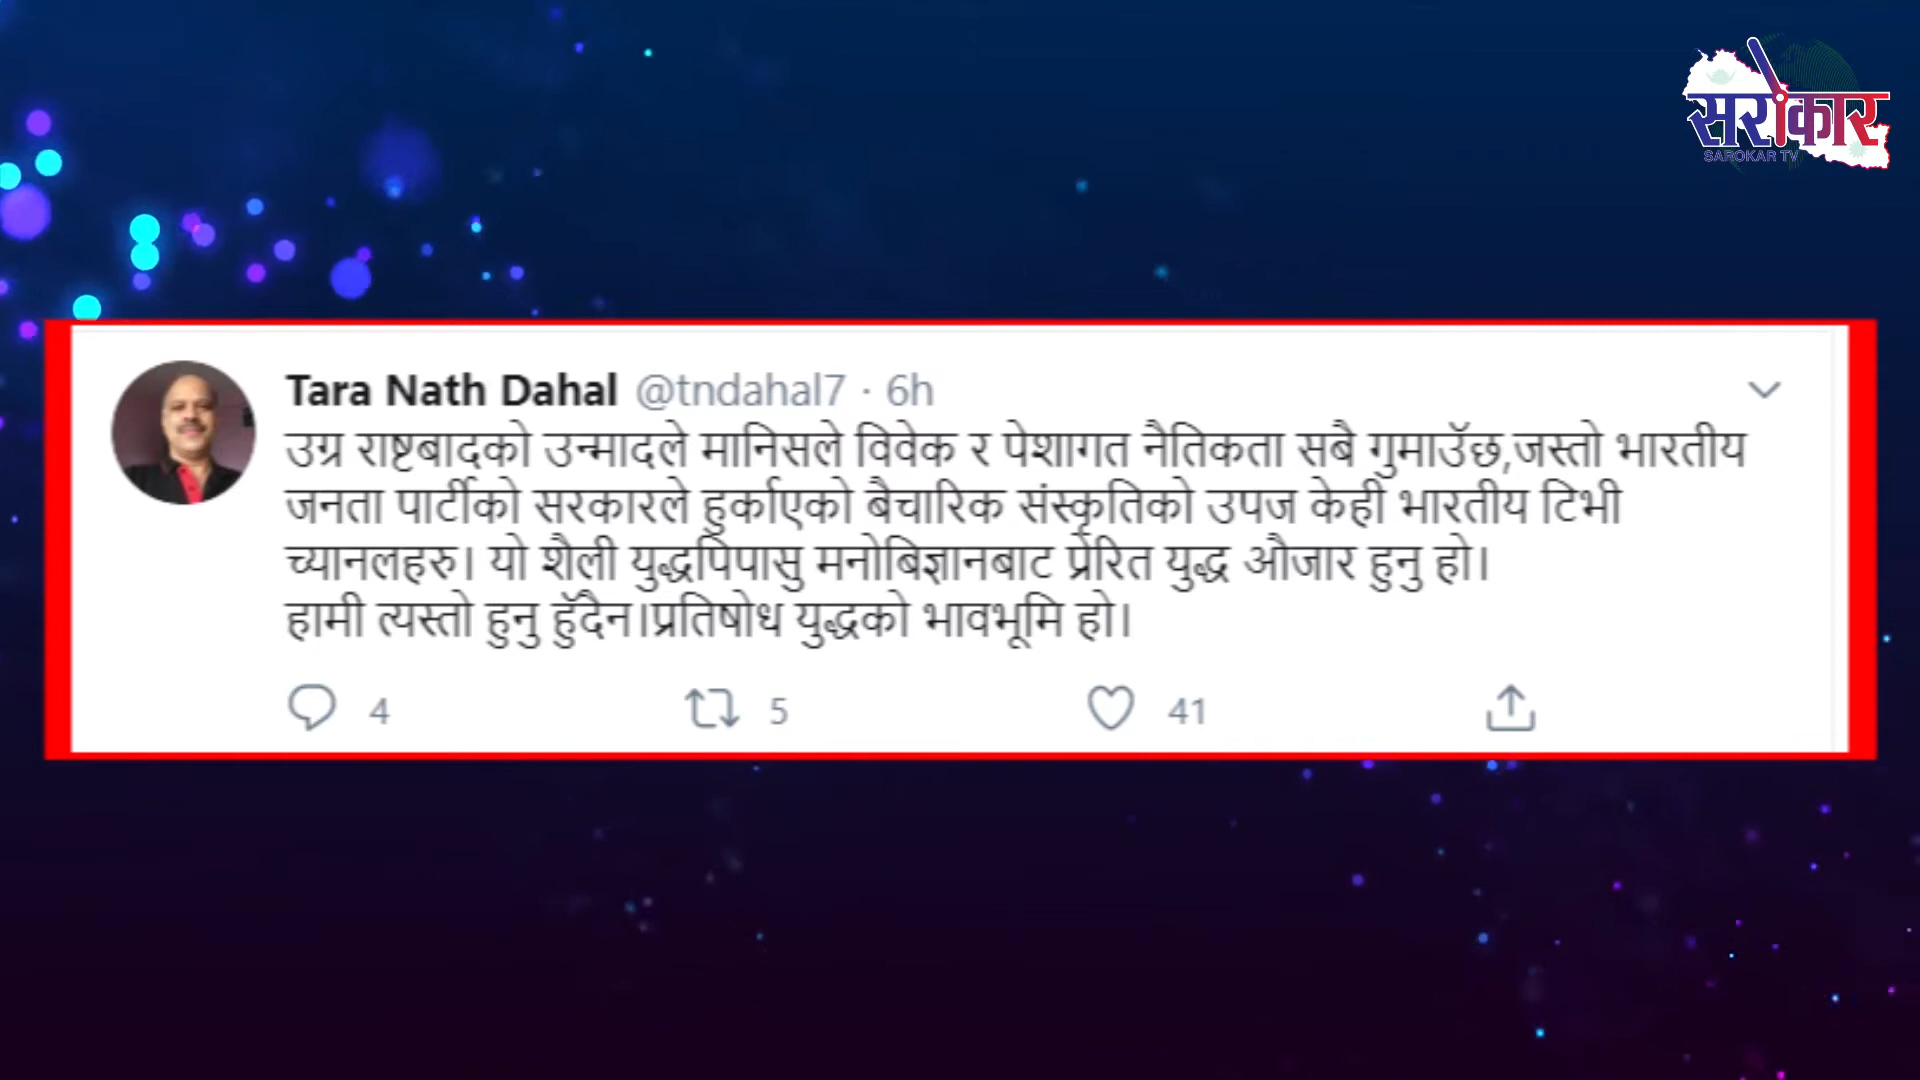 सरोकार
SAROKAR TV
Tara Nath Dahal @tndahal7 · 6h
उग्र राष्टबादको उन्मादले मानिसले विवेक र पेशागत नैतिकता सबै गुमाउॅछ,जस्तो भारतीय
जनता पार्टीको सरकारले हुर्काएको बैचारिक संस्कृतिको उपज केही भारतीय टिभी
च्यानलहरु। यो शैली युद्धपिपासु मनोबिज्ञानबाट प्रेरित युद्ध औजार हुनु हो।
हामी त्यस्तो हुनु हुॅदैन।प्रतिषोध युद्धको भावभूमि हो।
4 5 41